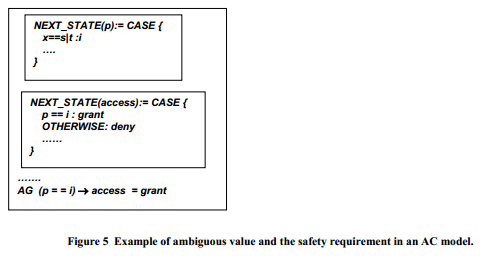 NEXT_STATE(p):= CASE {
x==s|t :i
....
}
NEXT_STATE(access):= CASE {
p == i : grant
OTHERWISE: deny
......
}
.......
AG (p = = i) → access = grant
Figure 5 Example of ambiguous value and the safety requirement in an AC model.